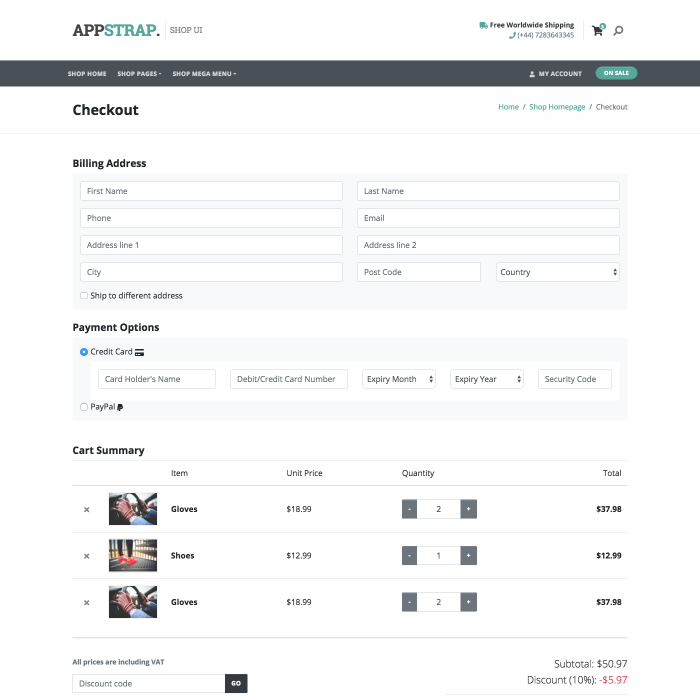 APPSTRAP. SHOP UI
Free Worldwide Shipping
(+44) 7283643345
3
SHOP HOME SHOP PAGES SHOP MEGA MENU MY ACCOUNT ON SALE
Checkout
Home / Shop Homepage / Checkout
Billing Address
First Name Last Name
Phone Email
Address line 1 Address line 2
City Post Code Country
Ship to different address
Payment Options
Credit Card
Card Holder's Name Debit/Credit Card Number Expiry Month Expiry Year Security Code
PayPal
Cart Summary
Item Unit Price Quantity Total
× Gloves $18.99 - 2 + $37.98
× Shoes $12.99 - 1 + $12.99
× Gloves $18.99 - 2 + $37.98
All prices are including VAT
Subtotal: $50.97
Discount (10%): -$5.97
Discount code GO